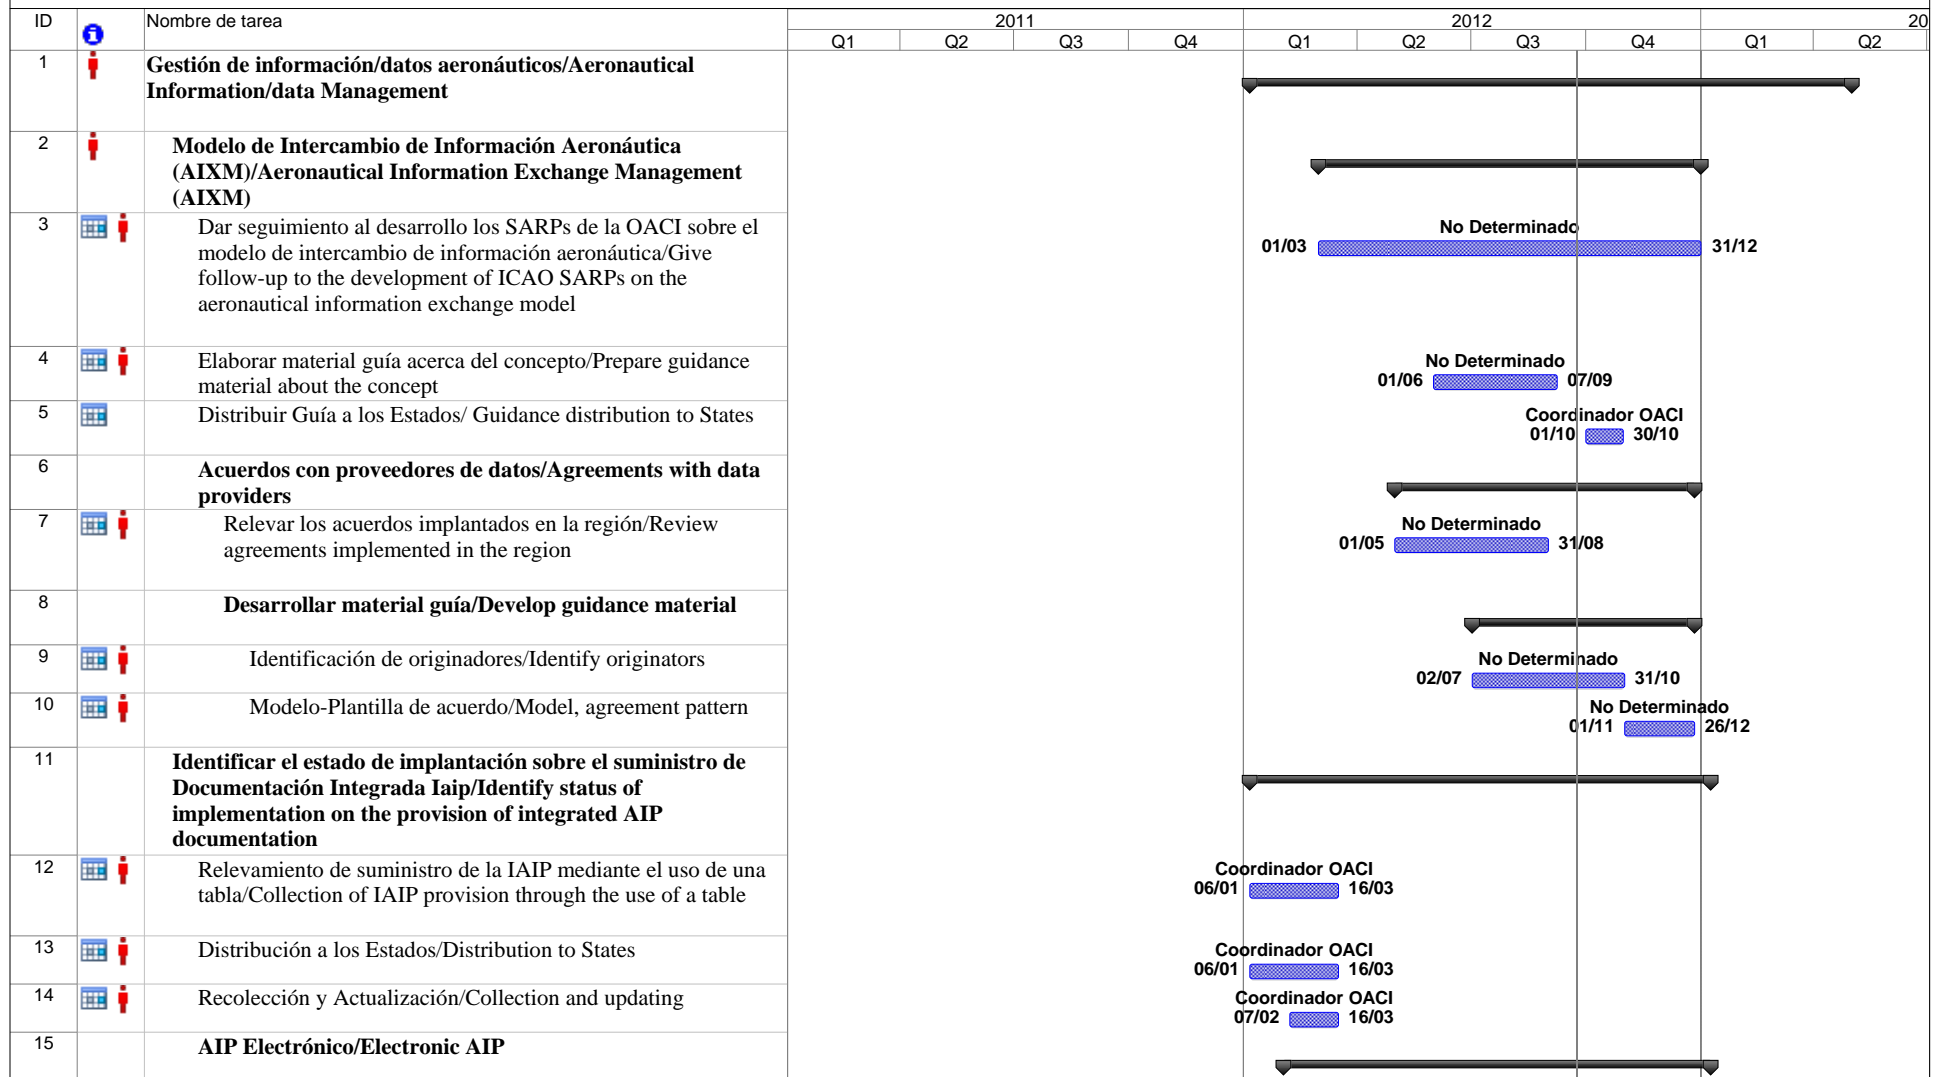 ID
Nombre de tarea
2011
2012
20
Q1 Q2 Q3 Q4 Q1 Q2 Q3 Q4 Q1 Q2
1
Gestión de información/datos aeronáuticos/Aeronautical
Information/data Management
2
Modelo de Intercambio de Información Aeronáutica
(AIXM)/Aeronautical Information Exchange Management
(AIXM)
3
Dar seguimiento al desarrollo los SARPs de la OACI sobre el
modelo de intercambio de información aeronáutica/Give
follow-up to the development of ICAO SARPs on the
aeronautical information exchange model
No Determinado
01/03 31/12
4
Elaborar material guía acerca del concepto/Prepare guidance
material about the concept
No Determinado
01/06 07/09
5
Distribuir Guía a los Estados/ Guidance distribution to States
Coordinador OACI
01/10 30/10
6
Acuerdos con proveedores de datos/Agreements with data
providers
7
Relevar los acuerdos implantados en la región/Review
agreements implemented in the region
No Determinado
01/05 31/08
8
Desarrollar material guía/Develop guidance material
9
Identificación de originadores/Identify originators
No Determinado
02/07 31/10
10
Modelo-Plantilla de acuerdo/Model, agreement pattern
No Determinado
01/11 26/12
11
Identificar el estado de implantación sobre el suministro de
Documentación Integrada Iaip/Identify status of
implementation on the provision of integrated AIP
documentation
12
Relevamiento de suministro de la IAIP mediante el uso de una
tabla/Collection of IAIP provision through the use of a table
Coordinador OACI
06/01 16/03
13
Distribución a los Estados/Distribution to States
Coordinador OACI
06/01 16/03
14
Recolección y Actualización/Collection and updating
Coordinador OACI
07/02 16/03
15
AIP Electrónico/Electronic AIP